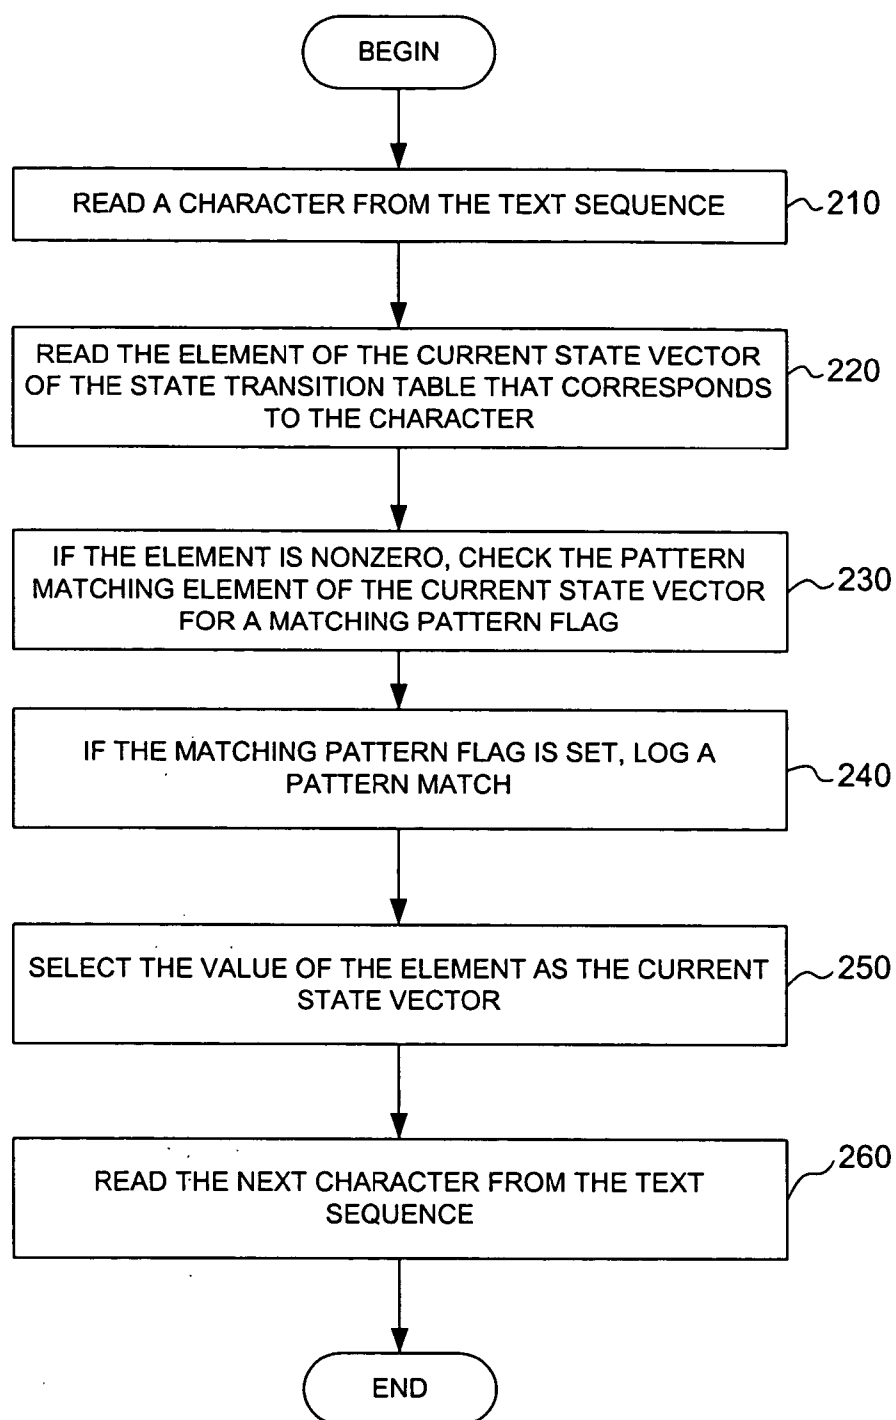 BEGIN
READ A CHARACTER FROM THE TEXT SEQUENCE
210
READ THE ELEMENT OF THE CURRENT STATE VECTOR
OF THE STATE TRANSITION TABLE THAT CORRESPONDS
TO THE CHARACTER
220
IF THE ELEMENT IS NONZERO, CHECK THE PATTERN
MATCHING ELEMENT OF THE CURRENT STATE VECTOR
FOR A MATCHING PATTERN FLAG
230
IF THE MATCHING PATTERN FLAG IS SET, LOG A
PATTERN MATCH
240
SELECT THE VALUE OF THE ELEMENT AS THE CURRENT
STATE VECTOR
250
READ THE NEXT CHARACTER FROM THE TEXT
SEQUENCE
260
END